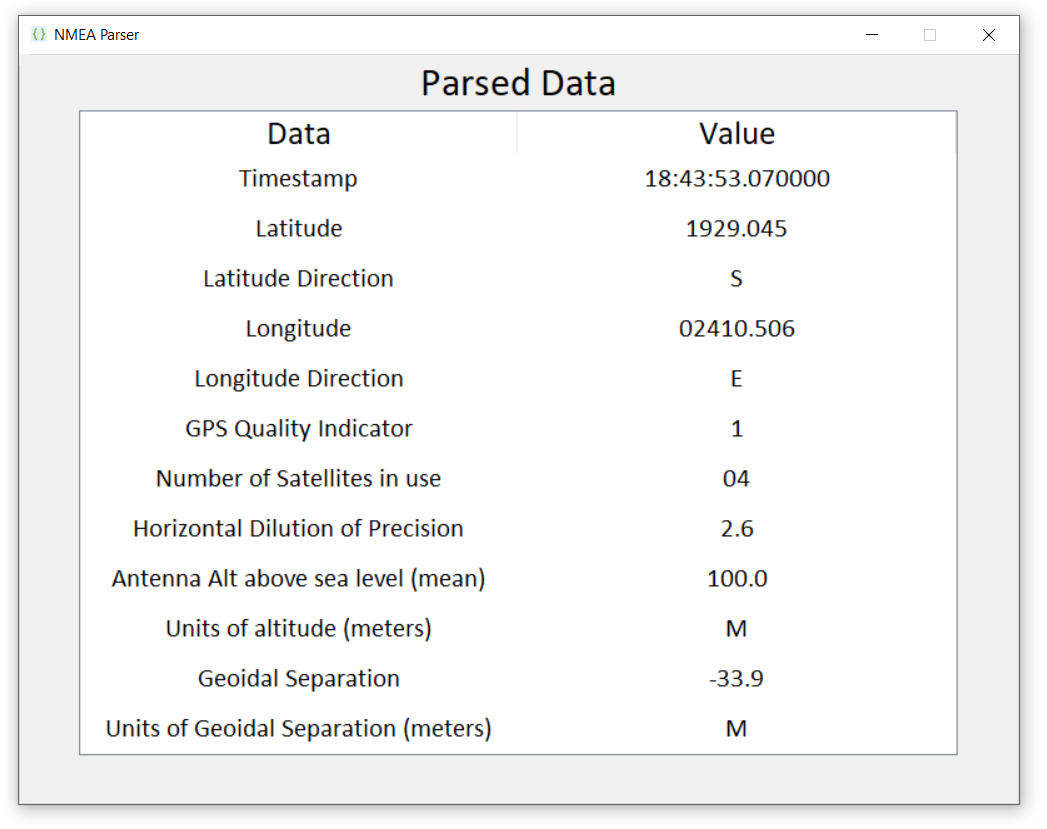 NMEA Parser
Parsed Data
Data Value
Timestamp 18:43:53.070000
Latitude 1929.045
Latitude Direction S
Longitude 02410.506
Longitude Direction E
GPS Quality Indicator 1
Number of Satellites in use 04
Horizontal Dilution of Precision 2.6
Antenna Alt above sea level (mean) 100.0
Units of altitude (meters) M
Geoidal Separation -33.9
Units of Geoidal Separation (meters) M